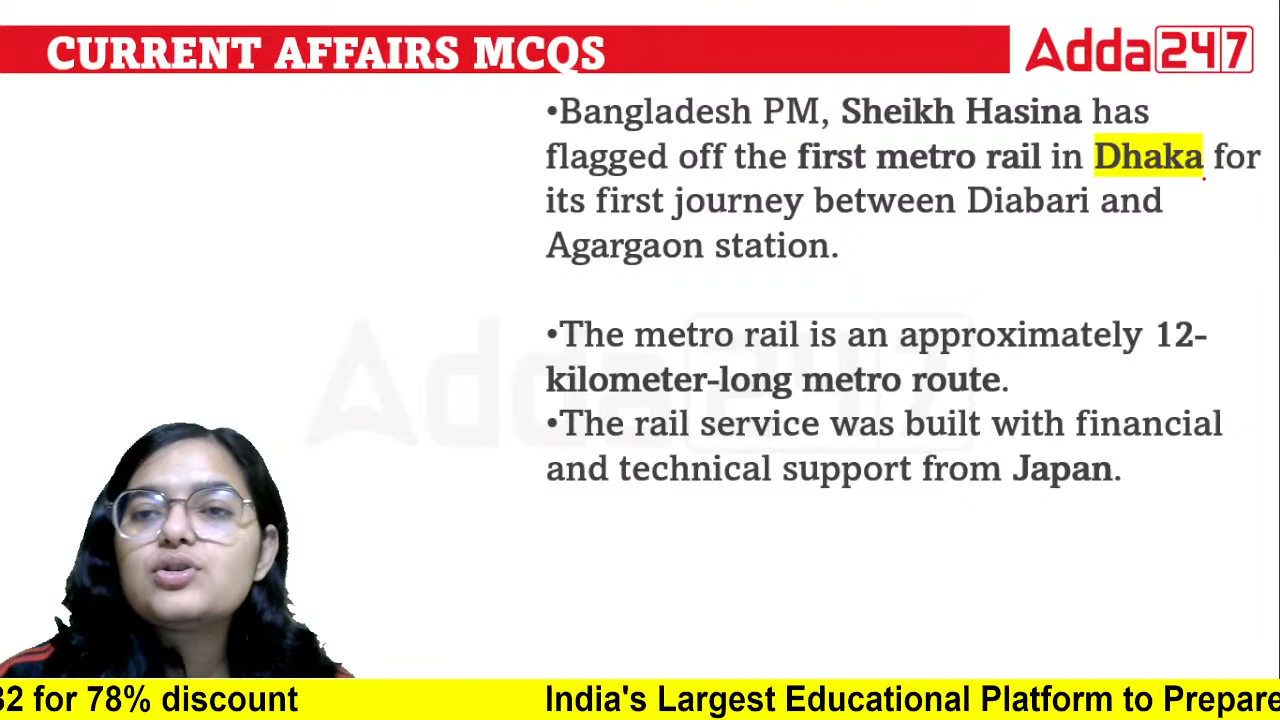 CURRENT AFFAIRS MCQS
Adda247
•Bangladesh PM, Sheikh Hasina has
flagged off the first metro rail in Dhaka for
its first journey between Diabari and
Agargaon station.
•The metro rail is an approximately 12-
kilometer-long metro route.
•The rail service was built with financial
and technical support from Japan.
Adda247
32 for 78% discount
India's Largest Educational Platform to Prepare